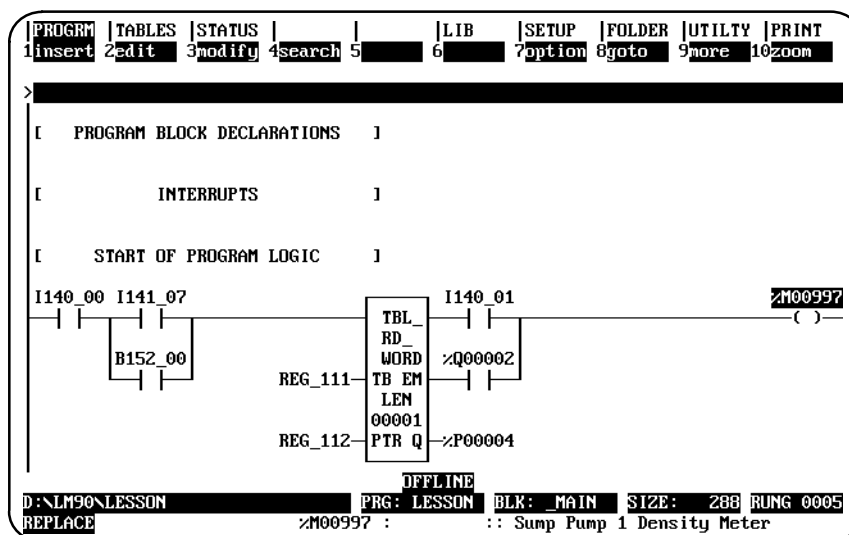 PROGRM TABLES STATUS LIB SETUP FOLDER UTILTY PRINT
1insert 2edit 3modify 4search 5 6 7option 8goto 9more 10zoom
>
[ PROGRAM BLOCK DECLARATIONS ]
[ INTERRUPTS ]
[ START OF PROGRAM LOGIC ]
I140_00 I141_07 I140_01 %M00997
TBL_ ( )
RD_
B152_00 WORD %Q00002
REG_111 TB EM
LEN
00001
REG_112 PTR Q %P00004
OFFLINE
D:\LM90\LESSON PRG: LESSON BLK: _MAIN SIZE: 288 RUNG 0005
REPLACE %M00997 : :: Sump Pump 1 Density Meter